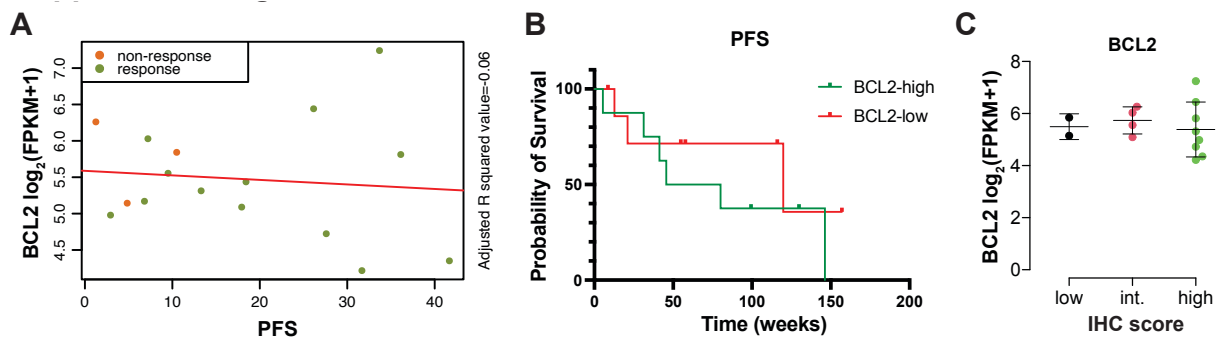 A
non-response
response
BCL2 log2(FPKM+1)
7.0
6.5
6.0
5.5
5.0
4.5
0
10
20
30
40
PFS
Adjusted R squared value=-0.06
B
PFS
BCL2-high
BCL2-low
Probability of Survival
100
50
0
0
50
100
150
200
Time (weeks)
C
BCL2
BCL2 log2(FPKM+1)
8
6
4
2
0
low
int.
high
IHC score